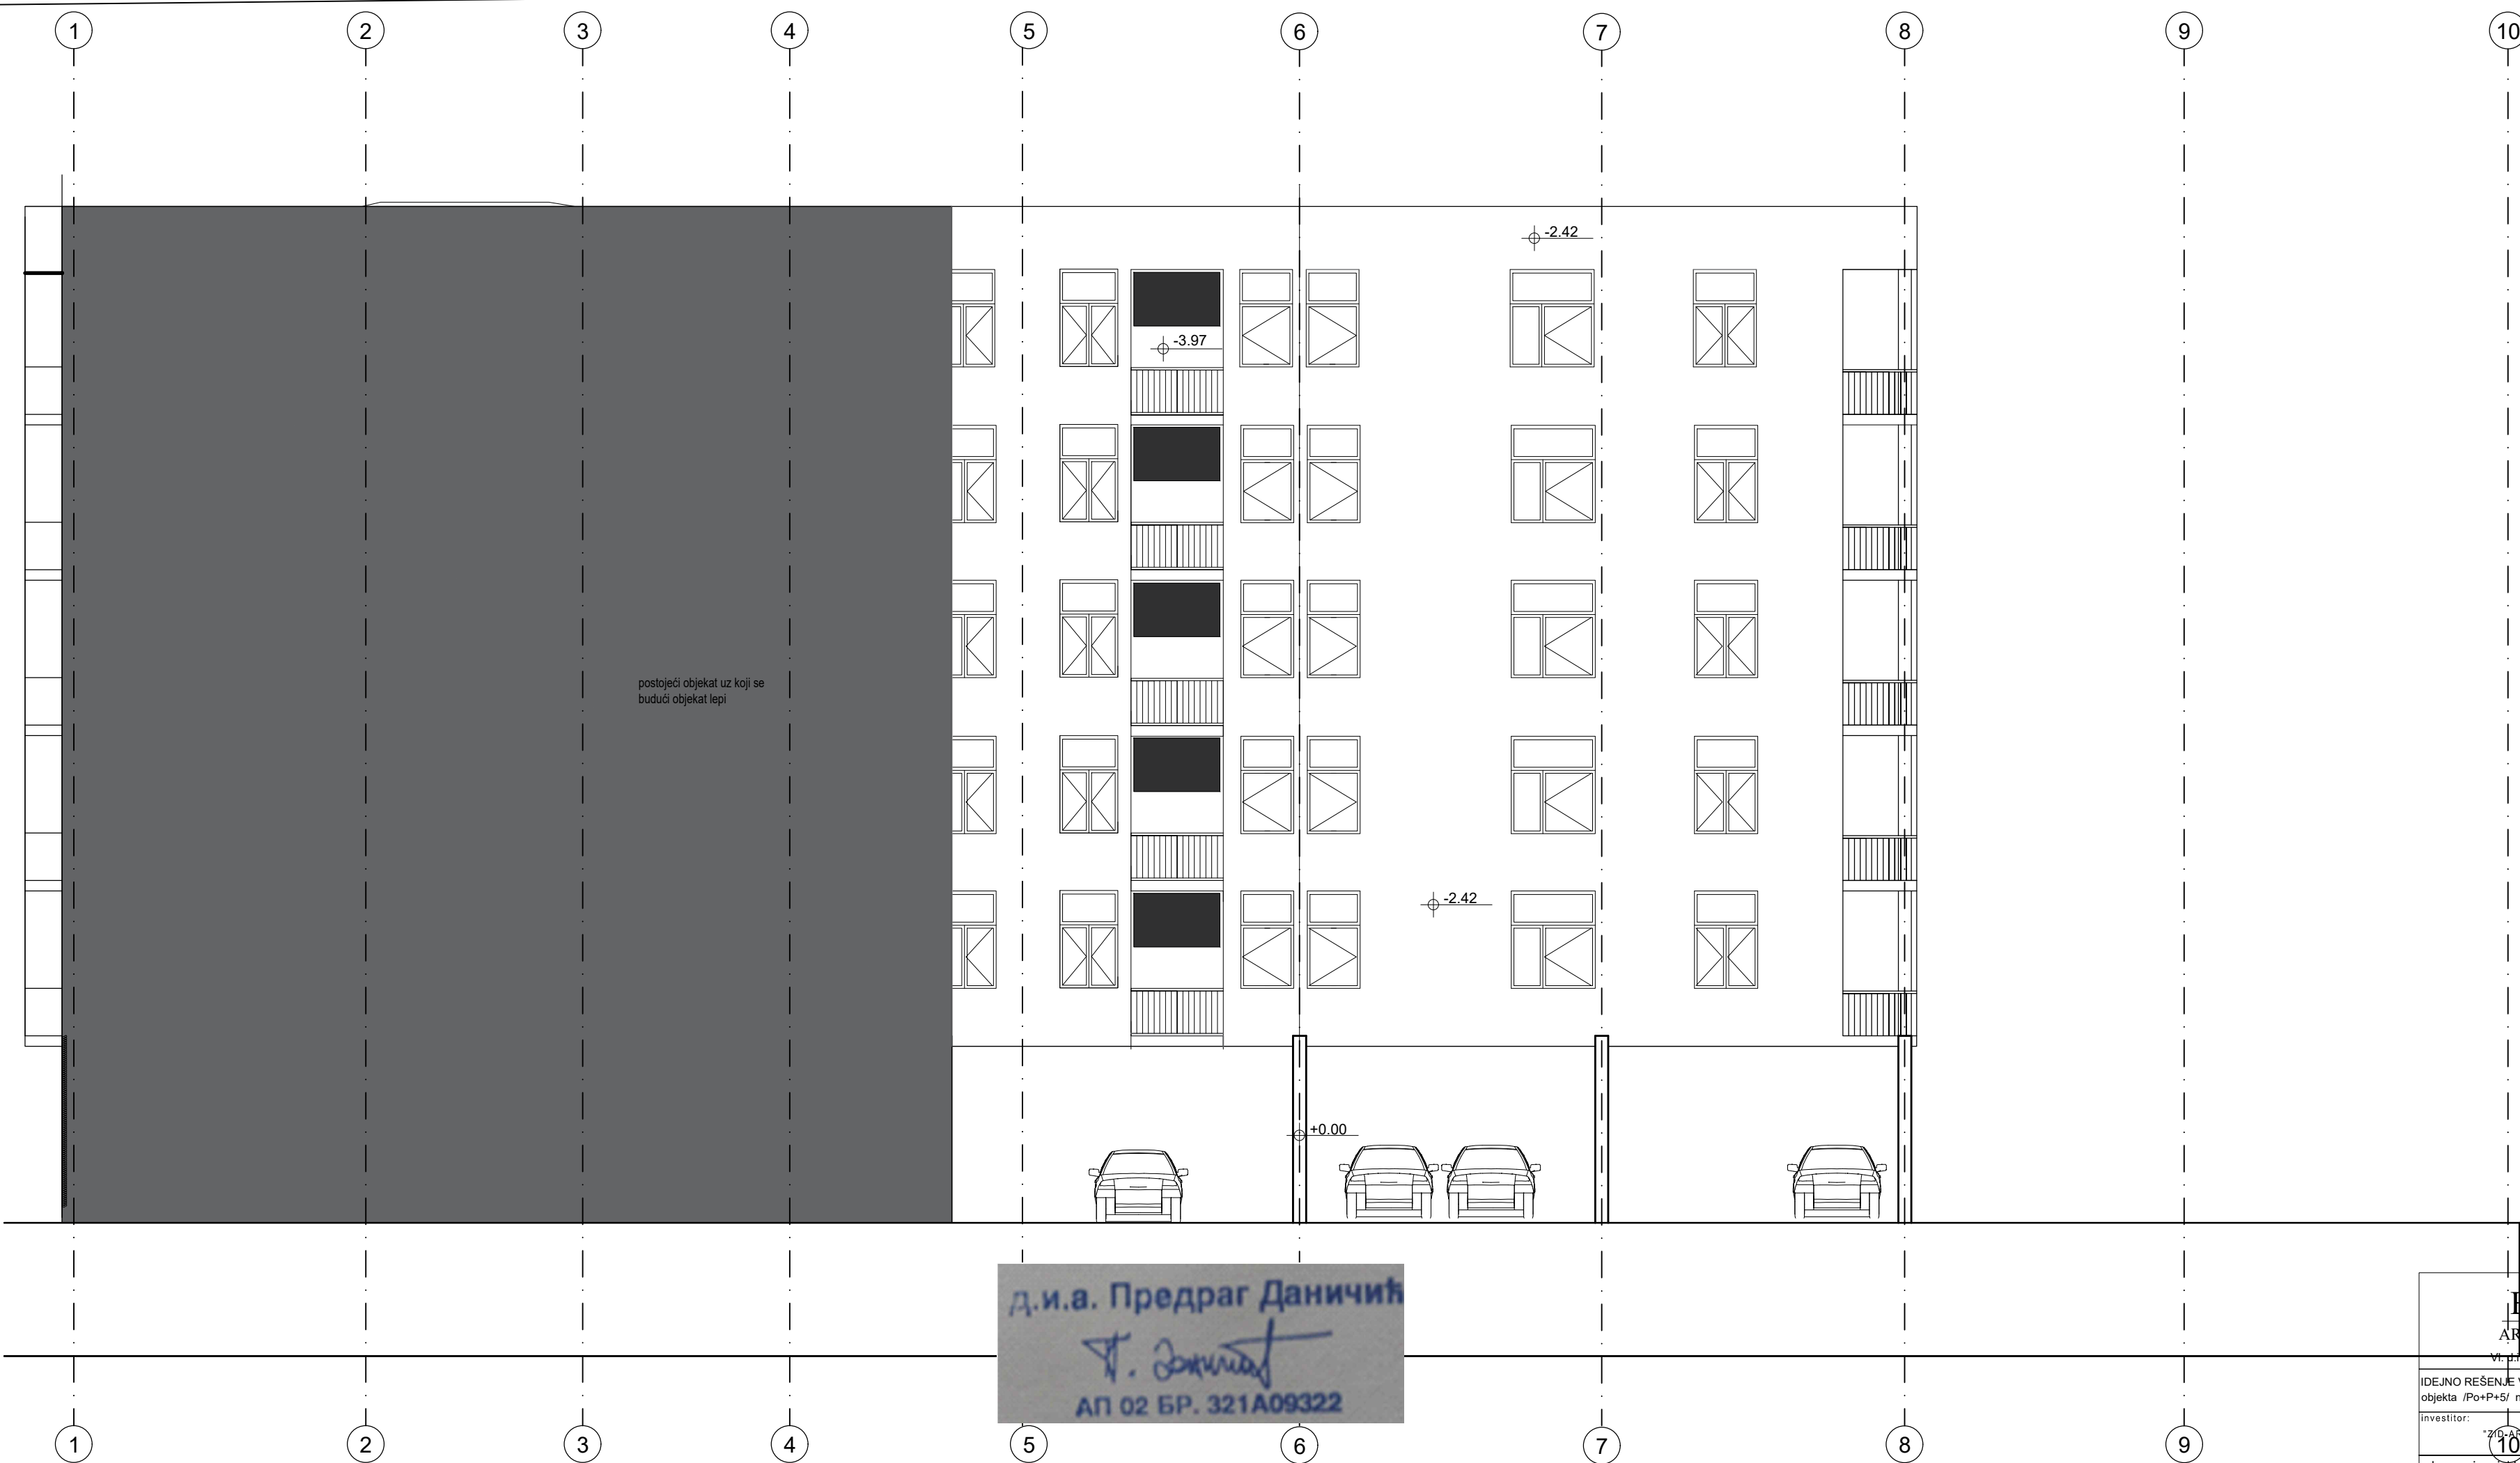 1 2 3 4 5 6 7 8 9 10
-2.42
-3.97
postojeći objekat uz koji se
budući objekat lepi
-2.42
+0.00
д.и.а. Предраг Даничић
АП 02 БР. 321А09322
IDEJNO REŠENJE
objekta /Po+P+5/
investitor:
1 2 3 4 5 6 7 8 9 10